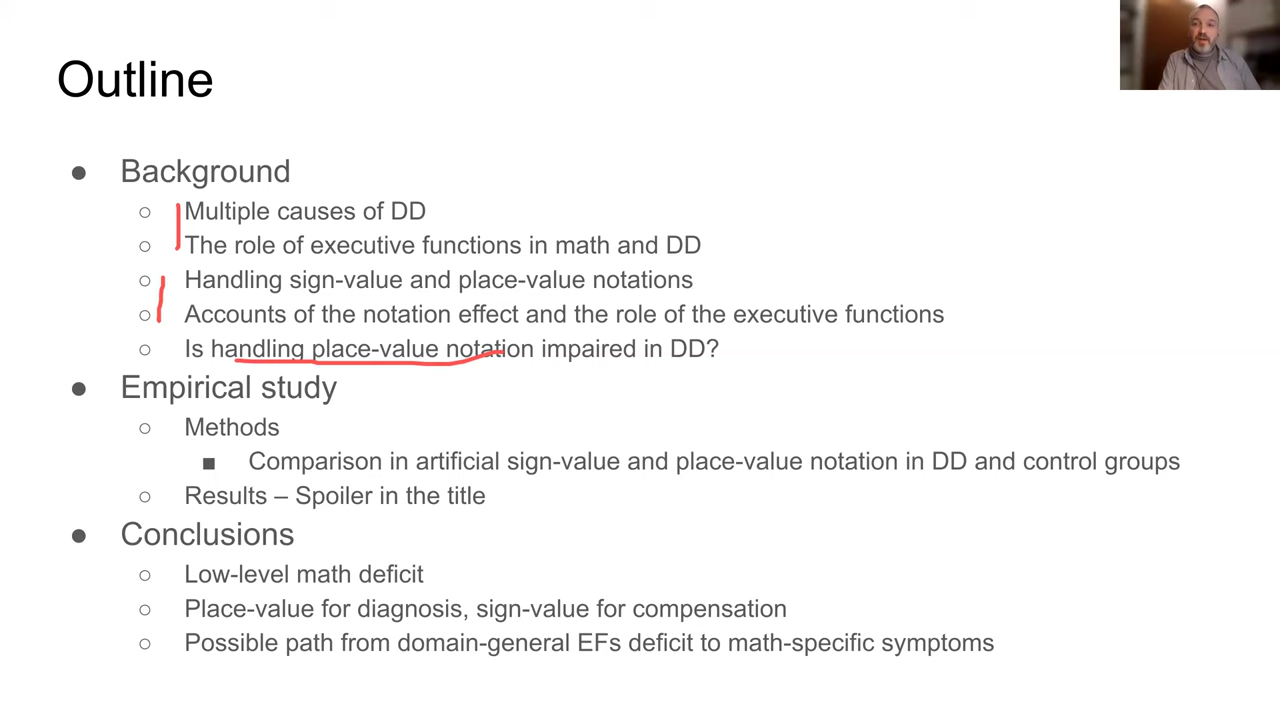 Outline
● Background
○ Multiple causes of DD
○ The role of executive functions in math and DD
○ Handling sign-value and place-value notations
○ Accounts of the notation effect and the role of the executive functions
○ Is handling place-value notation impaired in DD?
● Empirical study
○ Methods
■ Comparison in artificial sign-value and place-value notation in DD and control groups
○ Results – Spoiler in the title
● Conclusions
○ Low-level math deficit
○ Place-value for diagnosis, sign-value for compensation
○ Possible path from domain-general EFs deficit to math-specific symptoms